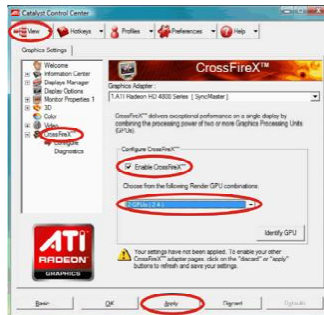 Catalyst Control Center
View
Hotkeys
Profiles
Preferences
Help
Graphics Settings
Welcome
Information Center
Displays Manager
Display Options
Monitor Properties 1
3D
Color
Video
CrossFireX™
Configure
Diagnostics
ATI
RADEON
GRAPHICS
CrossFireX™
Graphics Adapter:
1.ATI Radeon HD 4800 Series [SyncMaster]
CrossFireX™ delivers exceptional performance on a single display by
combining the processing power of two or more Graphics Processing Units
(GPUs).
Configure CrossFireX™
Enable CrossFireX™
Choose from the following Render GPU combinations:
2 GPUs
Identify GPU
Your settings have not been applied. To enable your other
CrossFireX™ adapter pages, click on the "discard" or "apply"
buttons to refresh and save your settings.
Basic
OK
Apply
Discard
Defaults